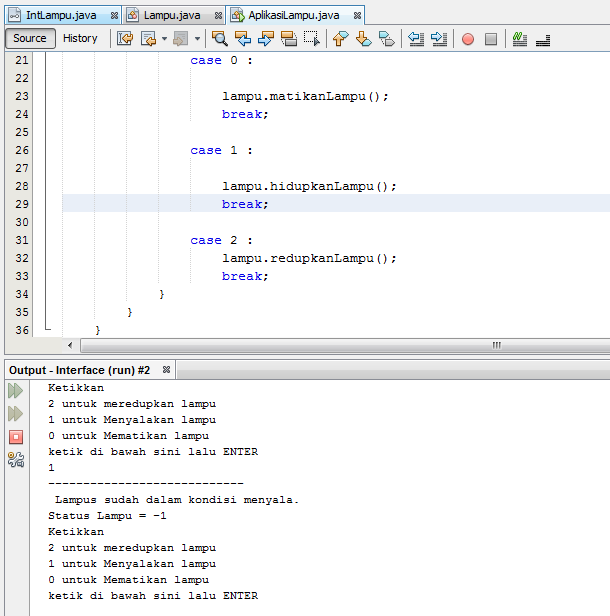 IntLampu.java Lampu.java AplikasiLampu.java
Source History
21 case 0 :
22
23 lampu.matikanLampu();
24 break;
25
26 case 1 :
27
28 lampu.hidupkanLampu();
29 break;
30
31 case 2 :
32 lampu.redupkanLampu();
33 break;
34 }
35 }
36 }
Output - Interface (run) #2
Ketikkan
2 untuk meredupkan lampu
1 untuk Menyalakan lampu
0 untuk Mematikan lampu
ketik di bawah sini lalu ENTER
1
----------------------------
Lampus sudah dalam kondisi menyala.
Status Lampu = -1
Ketikkan
2 untuk meredupkan lampu
1 untuk Menyalakan lampu
0 untuk Mematikan lampu
ketik di bawah sini lalu ENTER